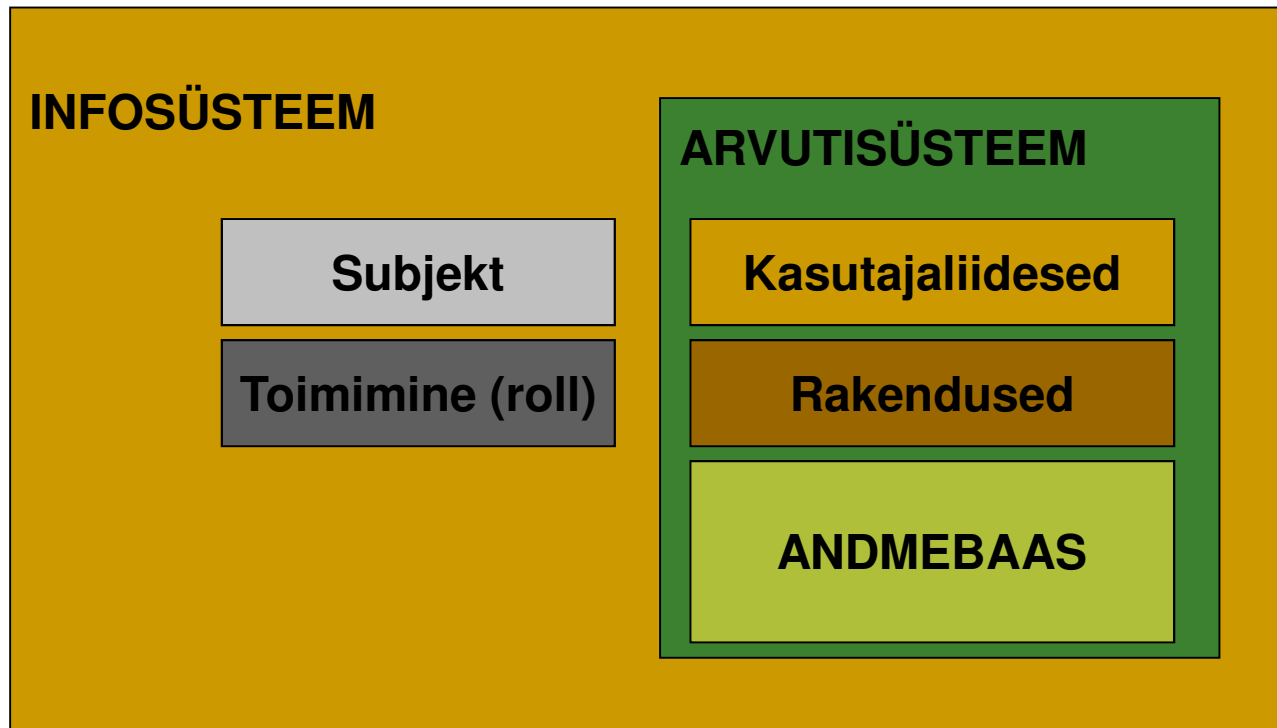 INFOSÜSTEEM
ARVUTISÜSTEEM
Subjekt
Kasutajaliidesed
Toimimine (roll)
Rakendused
ANDMEBAAS